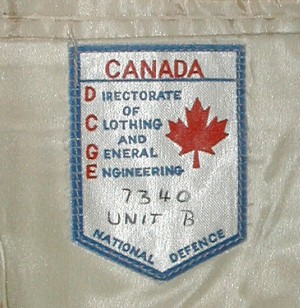 CANADA
DIRECTORATE
OF
CLOTHING
AND
GENERAL
ENGINEERING
7340
UNIT B
NATIONAL DEFENCE